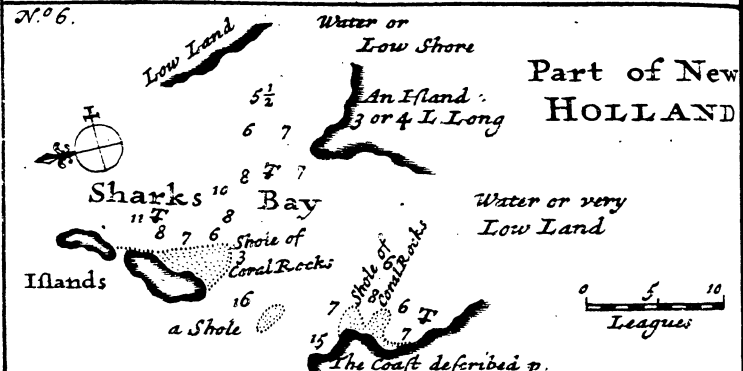 N.º 6.
Low Land
Water or
Low Shore
Part of New
HOLLAND
5½
An Iſland
3 or 4 L. Long
6 7
8 7
Sharks 10 Bay
11 8
8 7 6
Water or very
Low Land
Shole of
3
Coral Rocks
Iſlands
Shole of
Coral Rocks
8 6
16
a Shole
7 6
7
15
0 5 10
Leagues
The Coaſt deſcribed p.